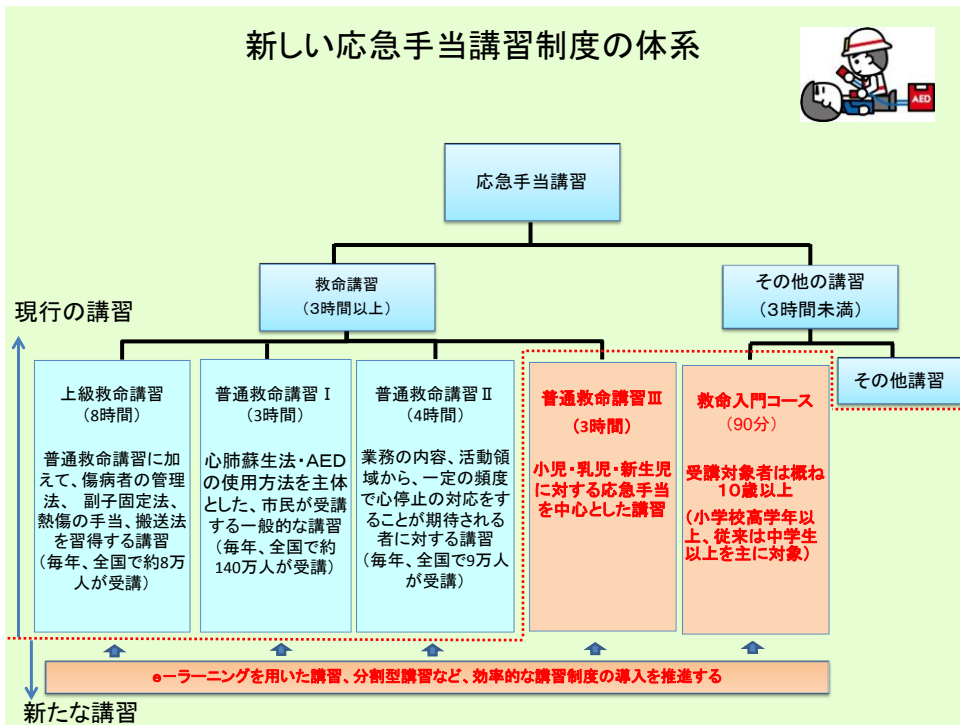 新しい応急手当講習制度の体系
AED
応急手当講習
救命講習
（3時間以上）
その他の講習
（３時間未満）
現行の講習
その他講習
上級救命講習
（8時間）
普通救命講習に加
えて、傷病者の管理
法、 副子固定法、
熱傷の手当、搬送法
を習得する講習
（毎年、全国で約8万
人が受講）
普通救命講習Ⅰ
（3時間）
心肺蘇生法・AED
の使用方法を主体
とした、市民が受講
する一般的な講習
（毎年、全国で約
140万人が受講）
普通救命講習Ⅱ
（4時間）
業務の内容、活動領
域から、一定の頻度
で心停止の対応をす
ることが期待される
者に対する講習
（毎年、全国で9万人
が受講）
普通救命講習Ⅲ
（3時間）
小児・乳児・新生児
に対する応急手当
を中心とした講習
救命入門コース
（90分）
受講対象者は概ね
１０歳以上
（小学校高学年以
上、従来は中学生
以上を主に対象）
e－ラーニングを用いた講習、分割型講習など、効率的な講習制度の導入を推進する
新たな講習